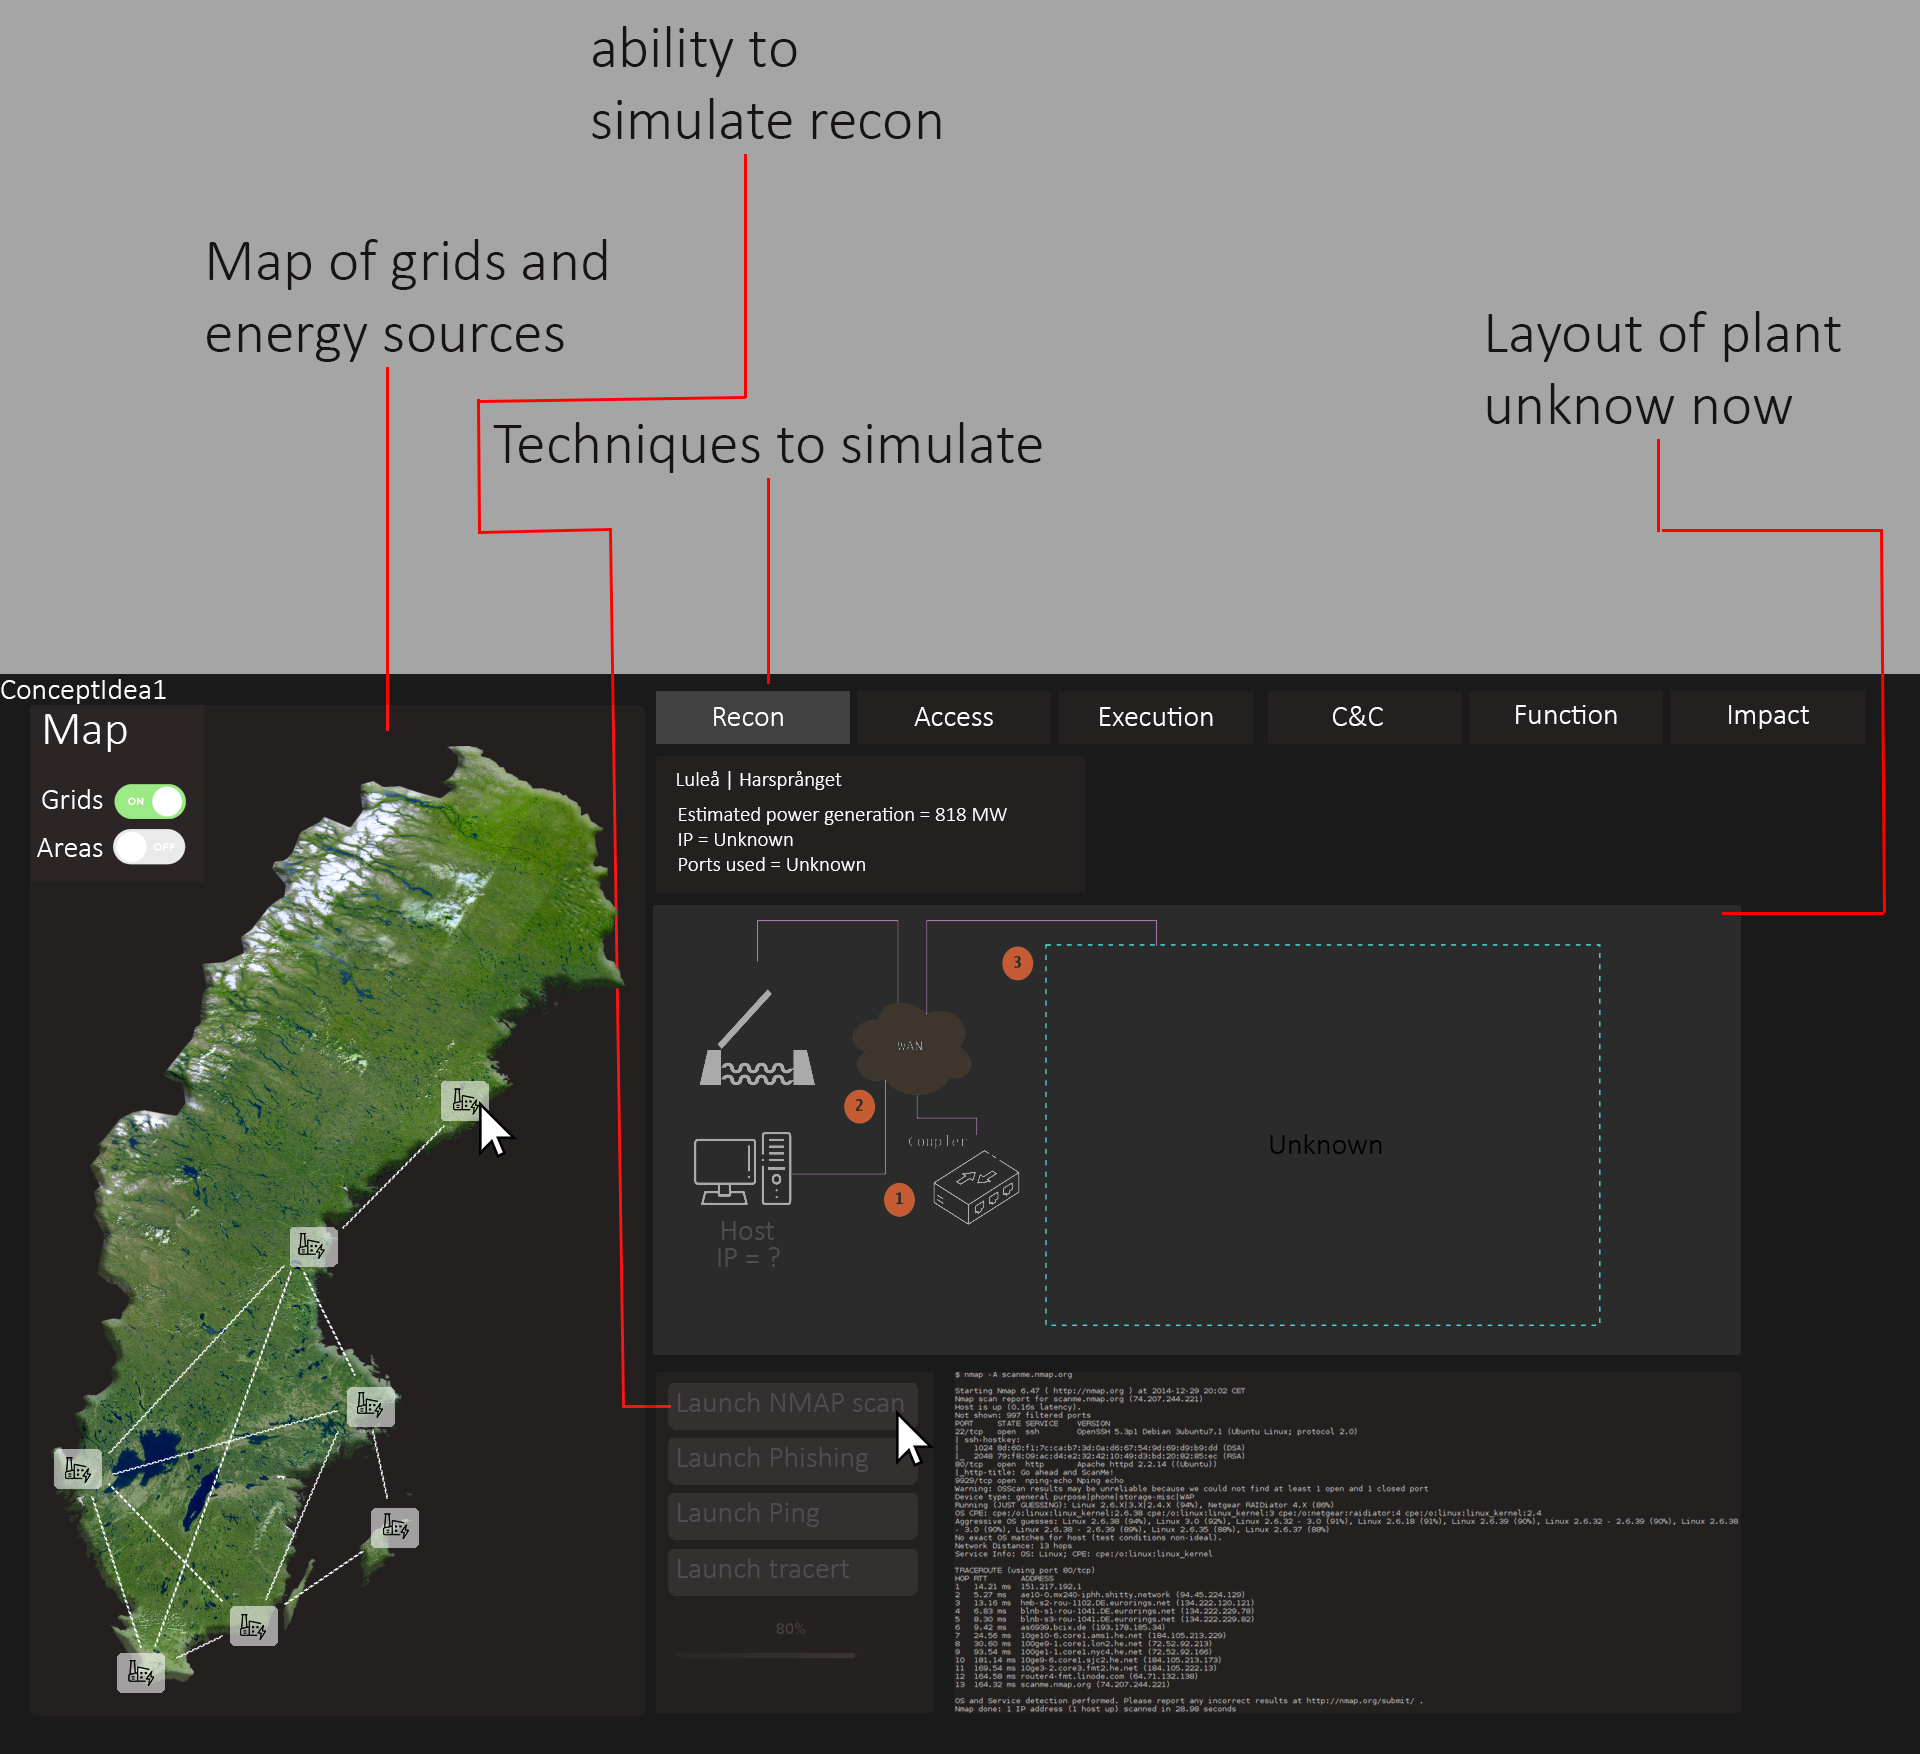 ability to
simulate recon
Map of grids and
energy sources
Techniques to simulate
Layout of plant
unknow now
ConceptIdea1
Map
Grids
ON
Areas
OFF
Recon
Access
Execution
C&C
Function
Impact
Luleå | Harsprånget
Estimated power generation = 818 MW
IP = Unknown
Ports used = Unknown
3
WAN
2
Coupler
1
Host
IP = ?
Unknown
Launch NMAP scan
Launch Phishing
Launch Ping
Launch tracert
80%
$ nmap -A scanme.nmap.org
Starting Nmap 6.47 ( http://nmap.org ) at 2014-12-29 20:02 CET
Nmap scan report for scanme.nmap.org (74.207.244.221)
Host is up (0.16s latency).
Not shown: 997 filtered ports
PORT STATE SERVICE VERSION
22/tcp open ssh OpenSSH 5.3p1 Debian 3ubuntu7.1 (Ubuntu Linux; protocol 2.0)
| ssh-hostkey:
| 1024 8d:60:f1:7c:ca:b7:3d:0a:d6:67:54:9d:69:d9:b9:dd (DSA)
|_ 2048 79:f8:09:ac:d4:e2:32:42:10:49:d3:bd:20:82:85:ec (RSA)
80/tcp open http Apache httpd 2.2.14 ((Ubuntu))
|_http-title: Go ahead and ScanMe!
9929/tcp open nping-echo Nping echo
Warning: OSScan results may be unreliable because we could not find at least 1 open and 1 closed port
Device type: general purpose|phone|storage-misc|WAP
Running (JUST GUESSING): Linux 2.6.X|3.X|2.4.X (94%), Netgear RAIDiator 4.X (86%)
OS CPE: cpe:/o:linux:linux_kernel:2.6.38 cpe:/o:linux:linux_kernel:3 cpe:/o:netgear:raidiator:4 cpe:/o:linux:linux_kernel:2.4
Aggressive OS guesses: Linux 2.6.38 (94%), Linux 3.0 (92%), Linux 2.6.32 - 3.0 (91%), Linux 2.6.18 (91%), Linux 2.6.39 (90%), Linux 2.6.32 - 2.6.39 (90%), Linux 2.6.38
- 3.0 (90%), Linux 2.6.38 - 2.6.39 (89%), Linux 2.6.35 (88%), Linux 2.6.37 (88%)
No exact OS matches for host (test conditions non-ideal).
Network Distance: 13 hops
Service Info: OS: Linux; CPE: cpe:/o:linux:linux_kernel
TRACEROUTE (using port 80/tcp)
HOP RTT ADDRESS
1 14.21 ms 151.217.192.1
2 5.27 ms ae10-0.mx240-iphh.shitty.network (94.45.224.129)
3 13.16 ms hmb-s2-rou-1102.DE.eurorings.net (134.222.120.121)
4 6.83 ms blnb-s1-rou-1041.DE.eurorings.net (134.222.229.78)
5 8.30 ms blnb-s3-rou-1041.DE.eurorings.net (134.222.229.82)
6 9.42 ms as6939.bcix.de (193.178.185.34)
7 24.56 ms 10ge10-6.core1.ams1.he.net (184.105.213.229)
8 30.60 ms 100ge9-1.core1.lon2.he.net (72.52.92.213)
9 93.54 ms 100ge1-1.core1.nyc4.he.net (72.52.92.166)
10 181.14 ms 10ge9-6.core1.sjc2.he.net (184.105.213.173)
11 169.54 ms 10ge3-2.core3.fmt2.he.net (184.105.222.13)
12 164.58 ms router4-fmt.linode.com (64.71.132.138)
13 164.32 ms scanme.nmap.org (74.207.244.221)
OS and Service detection performed. Please report any incorrect results at http://nmap.org/submit/ .
Nmap done: 1 IP address (1 host up) scanned in 28.98 seconds